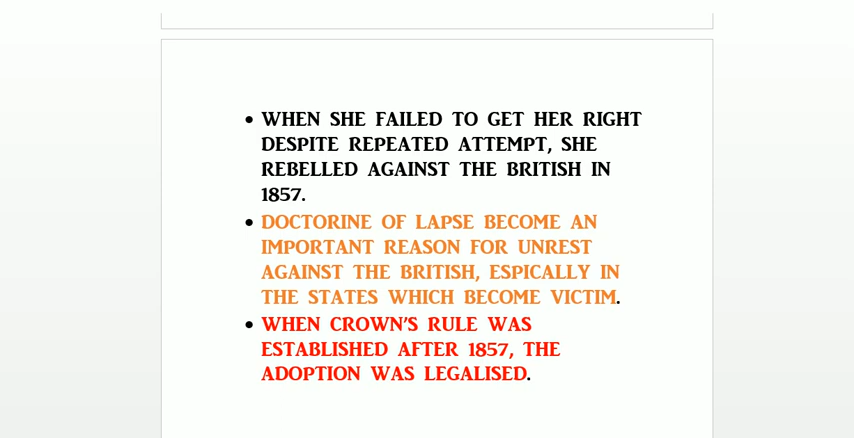 • WHEN SHE FAILED TO GET HER RIGHT
DESPITE REPEATED ATTEMPT, SHE
REBELLED AGAINST THE BRITISH IN
1857.
• DOCTORINE OF LAPSE BECOME AN
IMPORTANT REASON FOR UNREST
AGAINST THE BRITISH, ESPICALLY IN
THE STATES WHICH BECOME VICTIM.
• WHEN CROWN'S RULE WAS
ESTABLISHED AFTER 1857, THE
ADOPTION WAS LEGALISED.